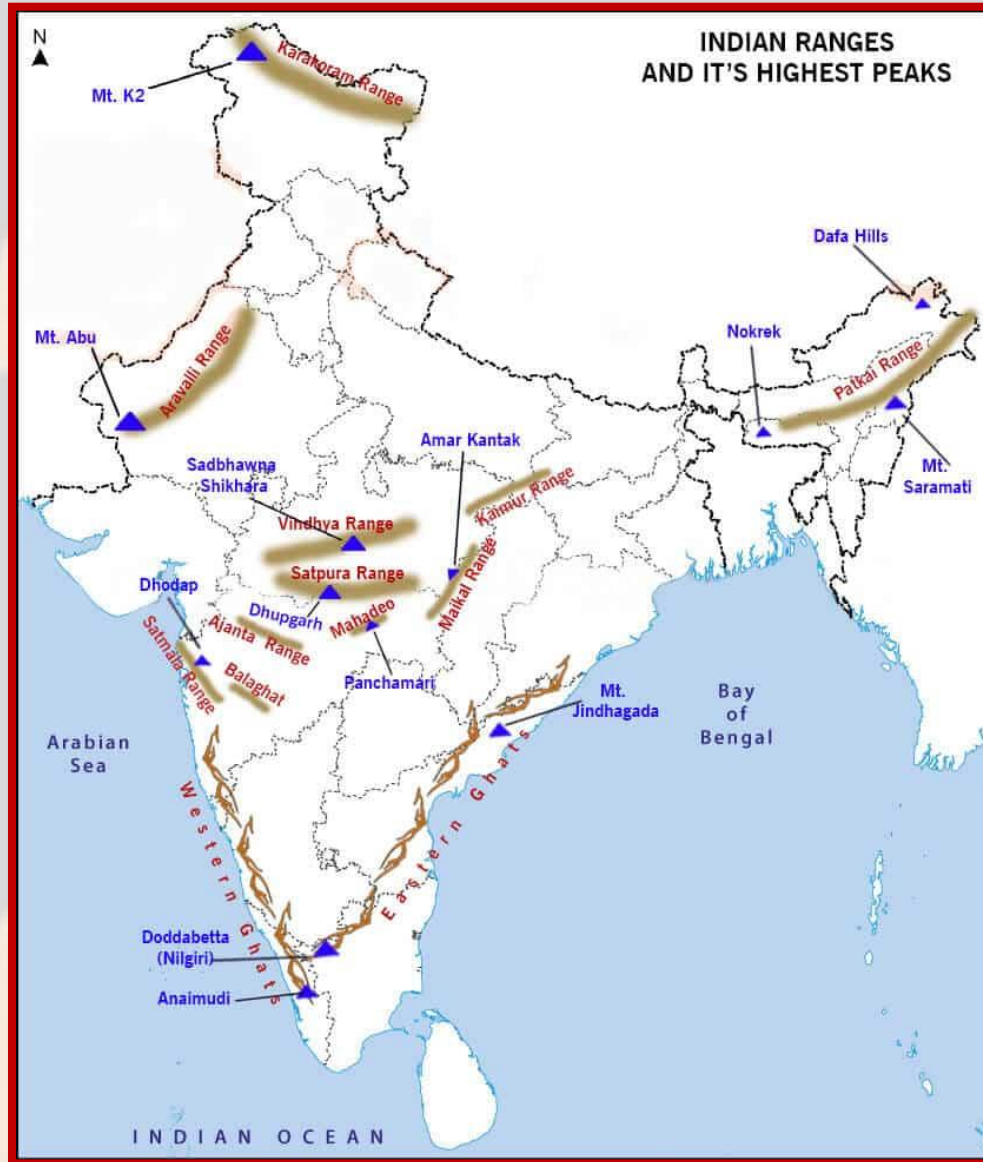 N
INDIAN RANGES
AND IT'S HIGHEST PEAKS
Karakoram Range
Mt. K2
Dafa Hills
Mt. Abu
Aravalli Range
Nokrek
Patkai Range
Mt.
Saramati
Amar Kantak
Sadbhawna
Shikhara
Kaimur Range
Vindhya Range
Satpura Range
Maikal Range
Dhodap
Dhupgarh
Mahadeo
Ajanta Range
Satmala Range
Balaghat
Panchamari
Mt.
Jindhagada
Bay
of
Bengal
Arabian
Sea
Western Ghats
Eastern Ghats
Doddabetta
(Nilgiri)
Anaimudi
INDIAN OCEAN